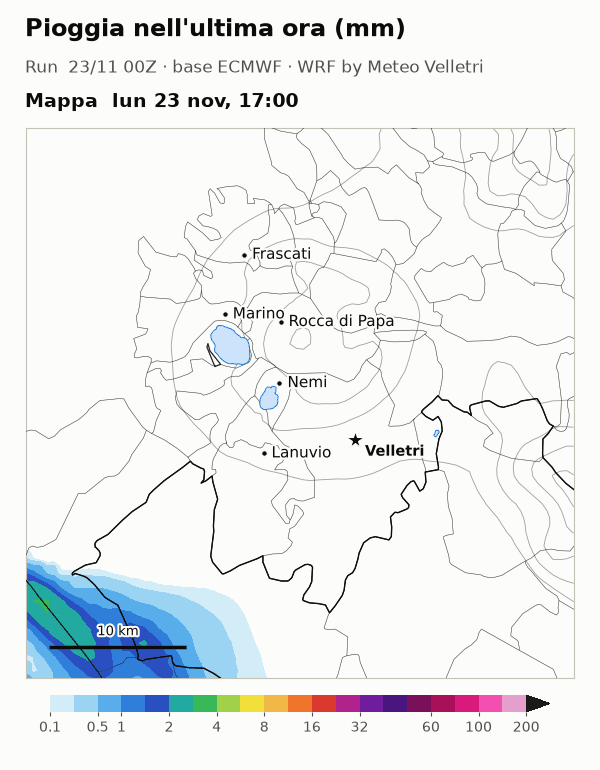 Pioggia nell'ultima ora (mm)
Run  23/11 00Z · base ECMWF · WRF by Meteo Velletri
Mappa  lun 23 nov, 17:00
Frascati
Marino
Rocca di Papa
Nemi
Velletri
Lanuvio
10 km
0.1 0.5 1 2 4 8 16 32 60 100 200